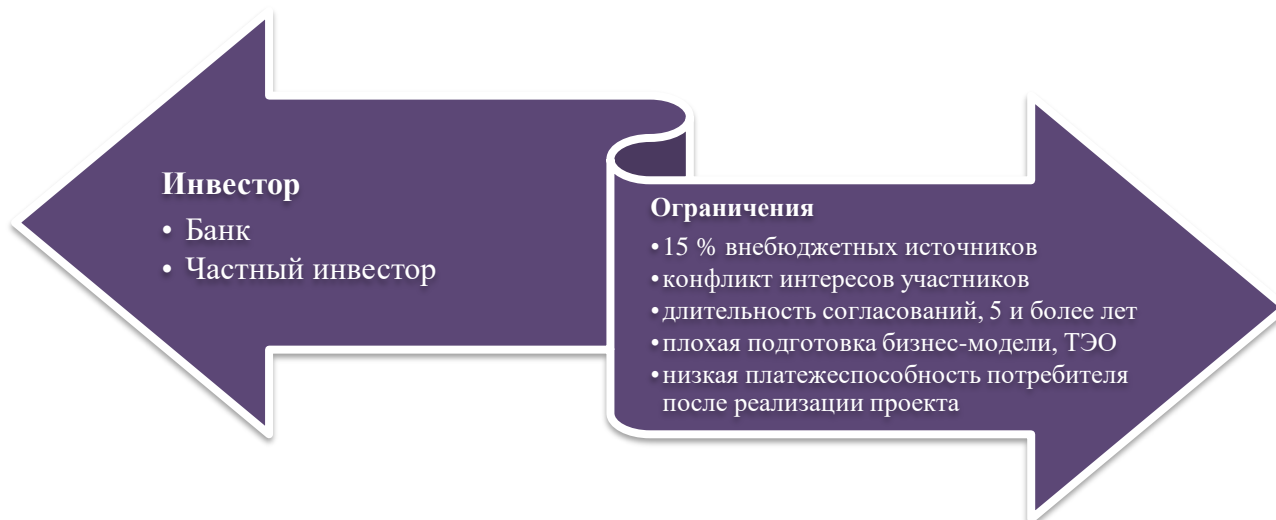 Инвестор
• Банк
• Частный инвестор
Ограничения
•15 % внебюджетных источников
•конфликт интересов участников
•длительность согласований, 5 и более лет
•плохая подготовка бизнес-модели, ТЭО
•низкая платежеспособность потребителя
после реализации проекта